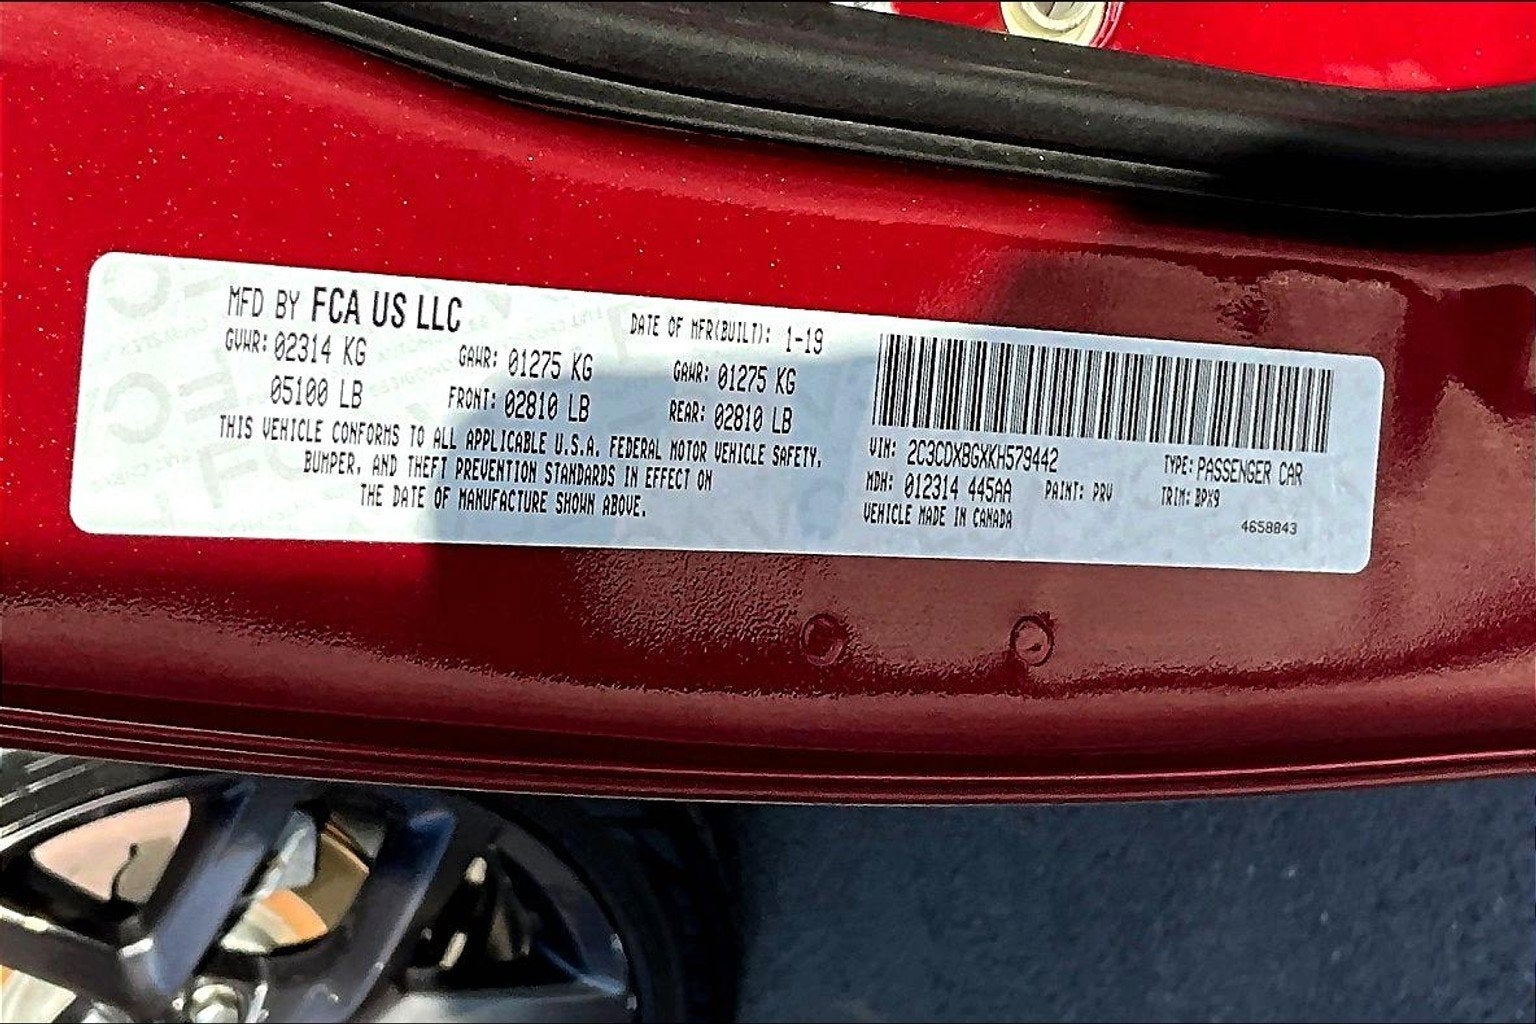 MFD BY FCA US LLC
DATE OF MFR(BUILT): 1-19
GVWR: 02314 KG
GAWR: 01275 KG
GAWR: 01275 KG
05100 LB
FRONT: 02810 LB
REAR: 02810 LB
THIS VEHICLE CONFORMS TO ALL APPLICABLE U.S.A. FEDERAL MOTOR VEHICLE SAFETY,
BUMPER, AND THEFT PREVENTION STANDARDS IN EFFECT ON
THE DATE OF MANUFACTURE SHOWN ABOVE.
VIN: 2C3CDXBGXKH579442
TYPE: PASSENGER CAR
MDH: 012314 445AA
PAINT: PRV
TRIM: BPX9
VEHICLE MADE IN CANADA
4658843